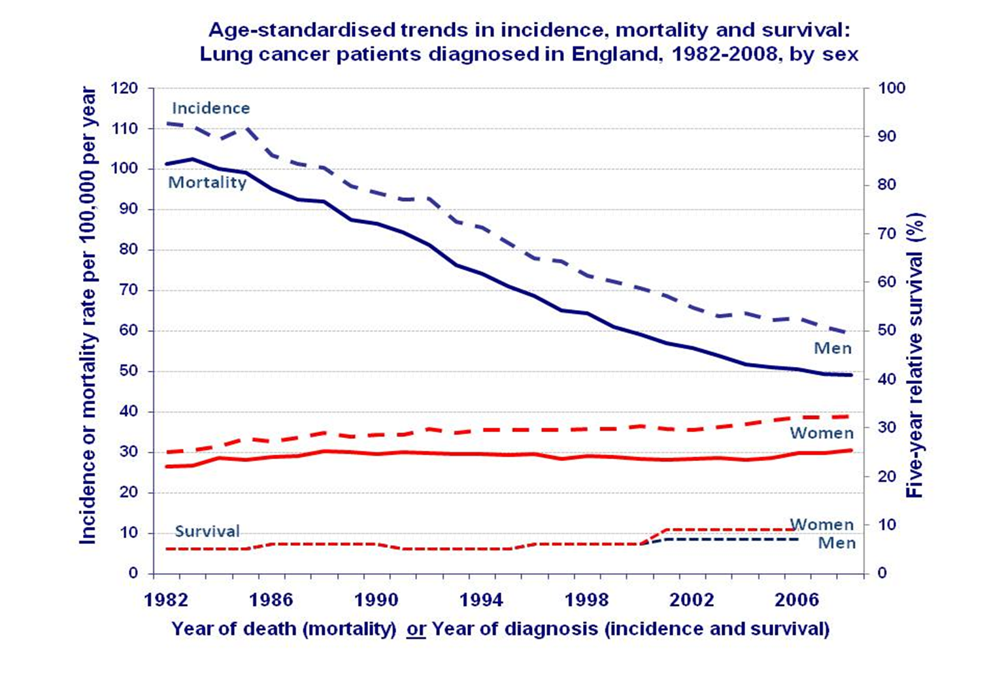 Age-standardised trends in incidence, mortality and survival:
Lung cancer patients diagnosed in England, 1982-2008, by sex
Incidence or mortality rate per 100,000 per year
120
110
100
90
80
70
60
50
40
30
20
10
0
Incidence
Mortality
Men
Women
Survival
Women
Men
100
90
80
70
60
50
40
30
20
10
0
Five-year relative survival (%)
1982 1986 1990 1994 1998 2002 2006
Year of death (mortality) or Year of diagnosis (incidence and survival)